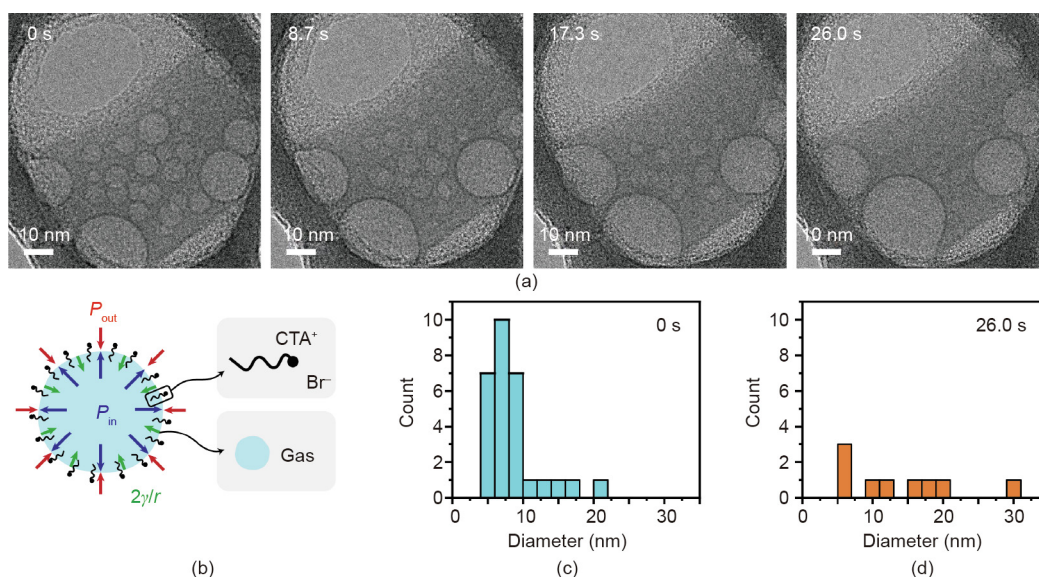 0 s
8.7 s
17.3 s
26.0 s
10 nm
10 nm
10 nm
10 nm
(a)
P_out
P_in
2γ/r
CTA⁺
Br⁻
Gas
(b)
Count
10
8
6
4
2
0
0 s
0 10 20 30
Diameter (nm)
(c)
Count
10
8
6
4
2
0
26.0 s
0 10 20 30
Diameter (nm)
(d)